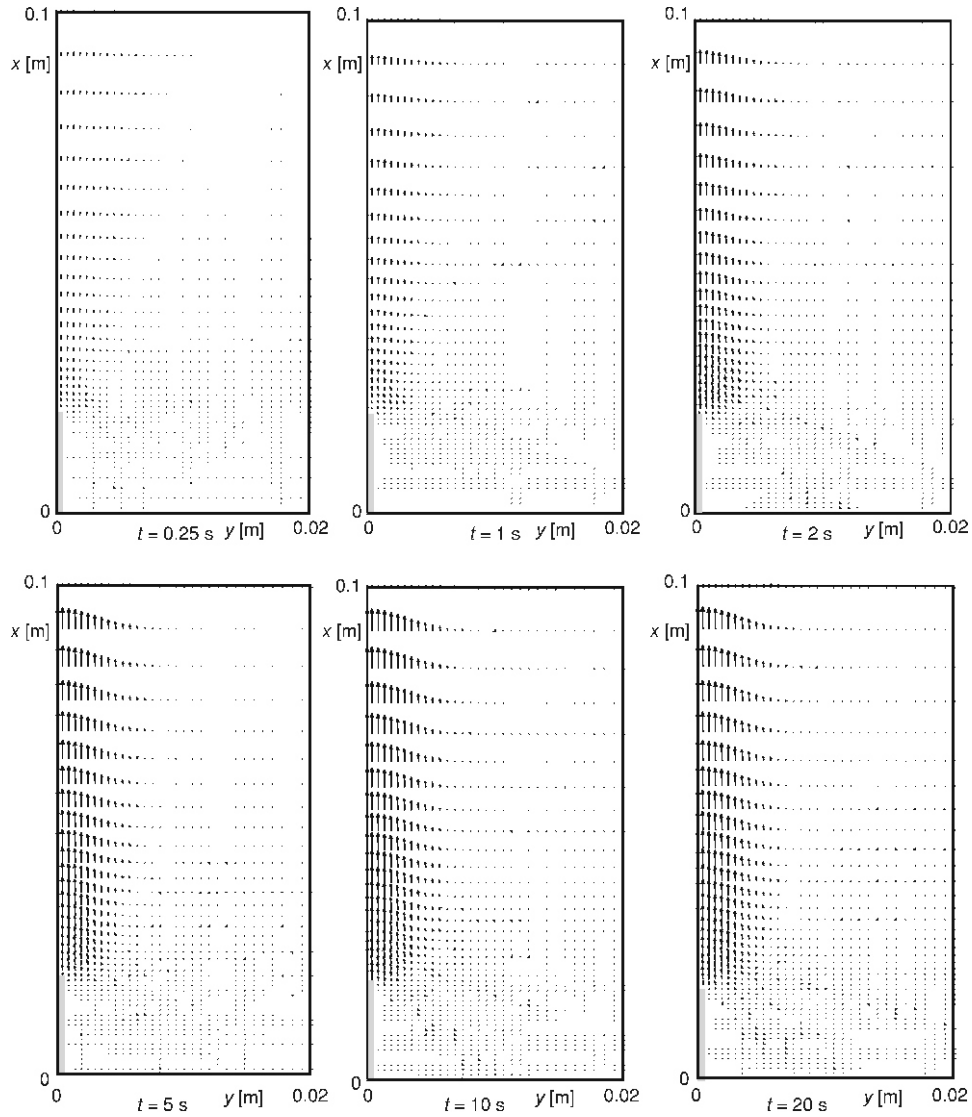 0.1 0.1 0.1
x [m] x [m] x [m]
0 0 0
0 t = 0.25 s y [m] 0.02 0 t = 1 s y [m] 0.02 0 t = 2 s y [m] 0.02
0.1 0.1 0.1
x [m] x [m] x [m]
0 0 0
0 t = 5 s y [m] 0.02 0 t = 10 s y [m] 0.02 0 t = 20 s y [m] 0.02